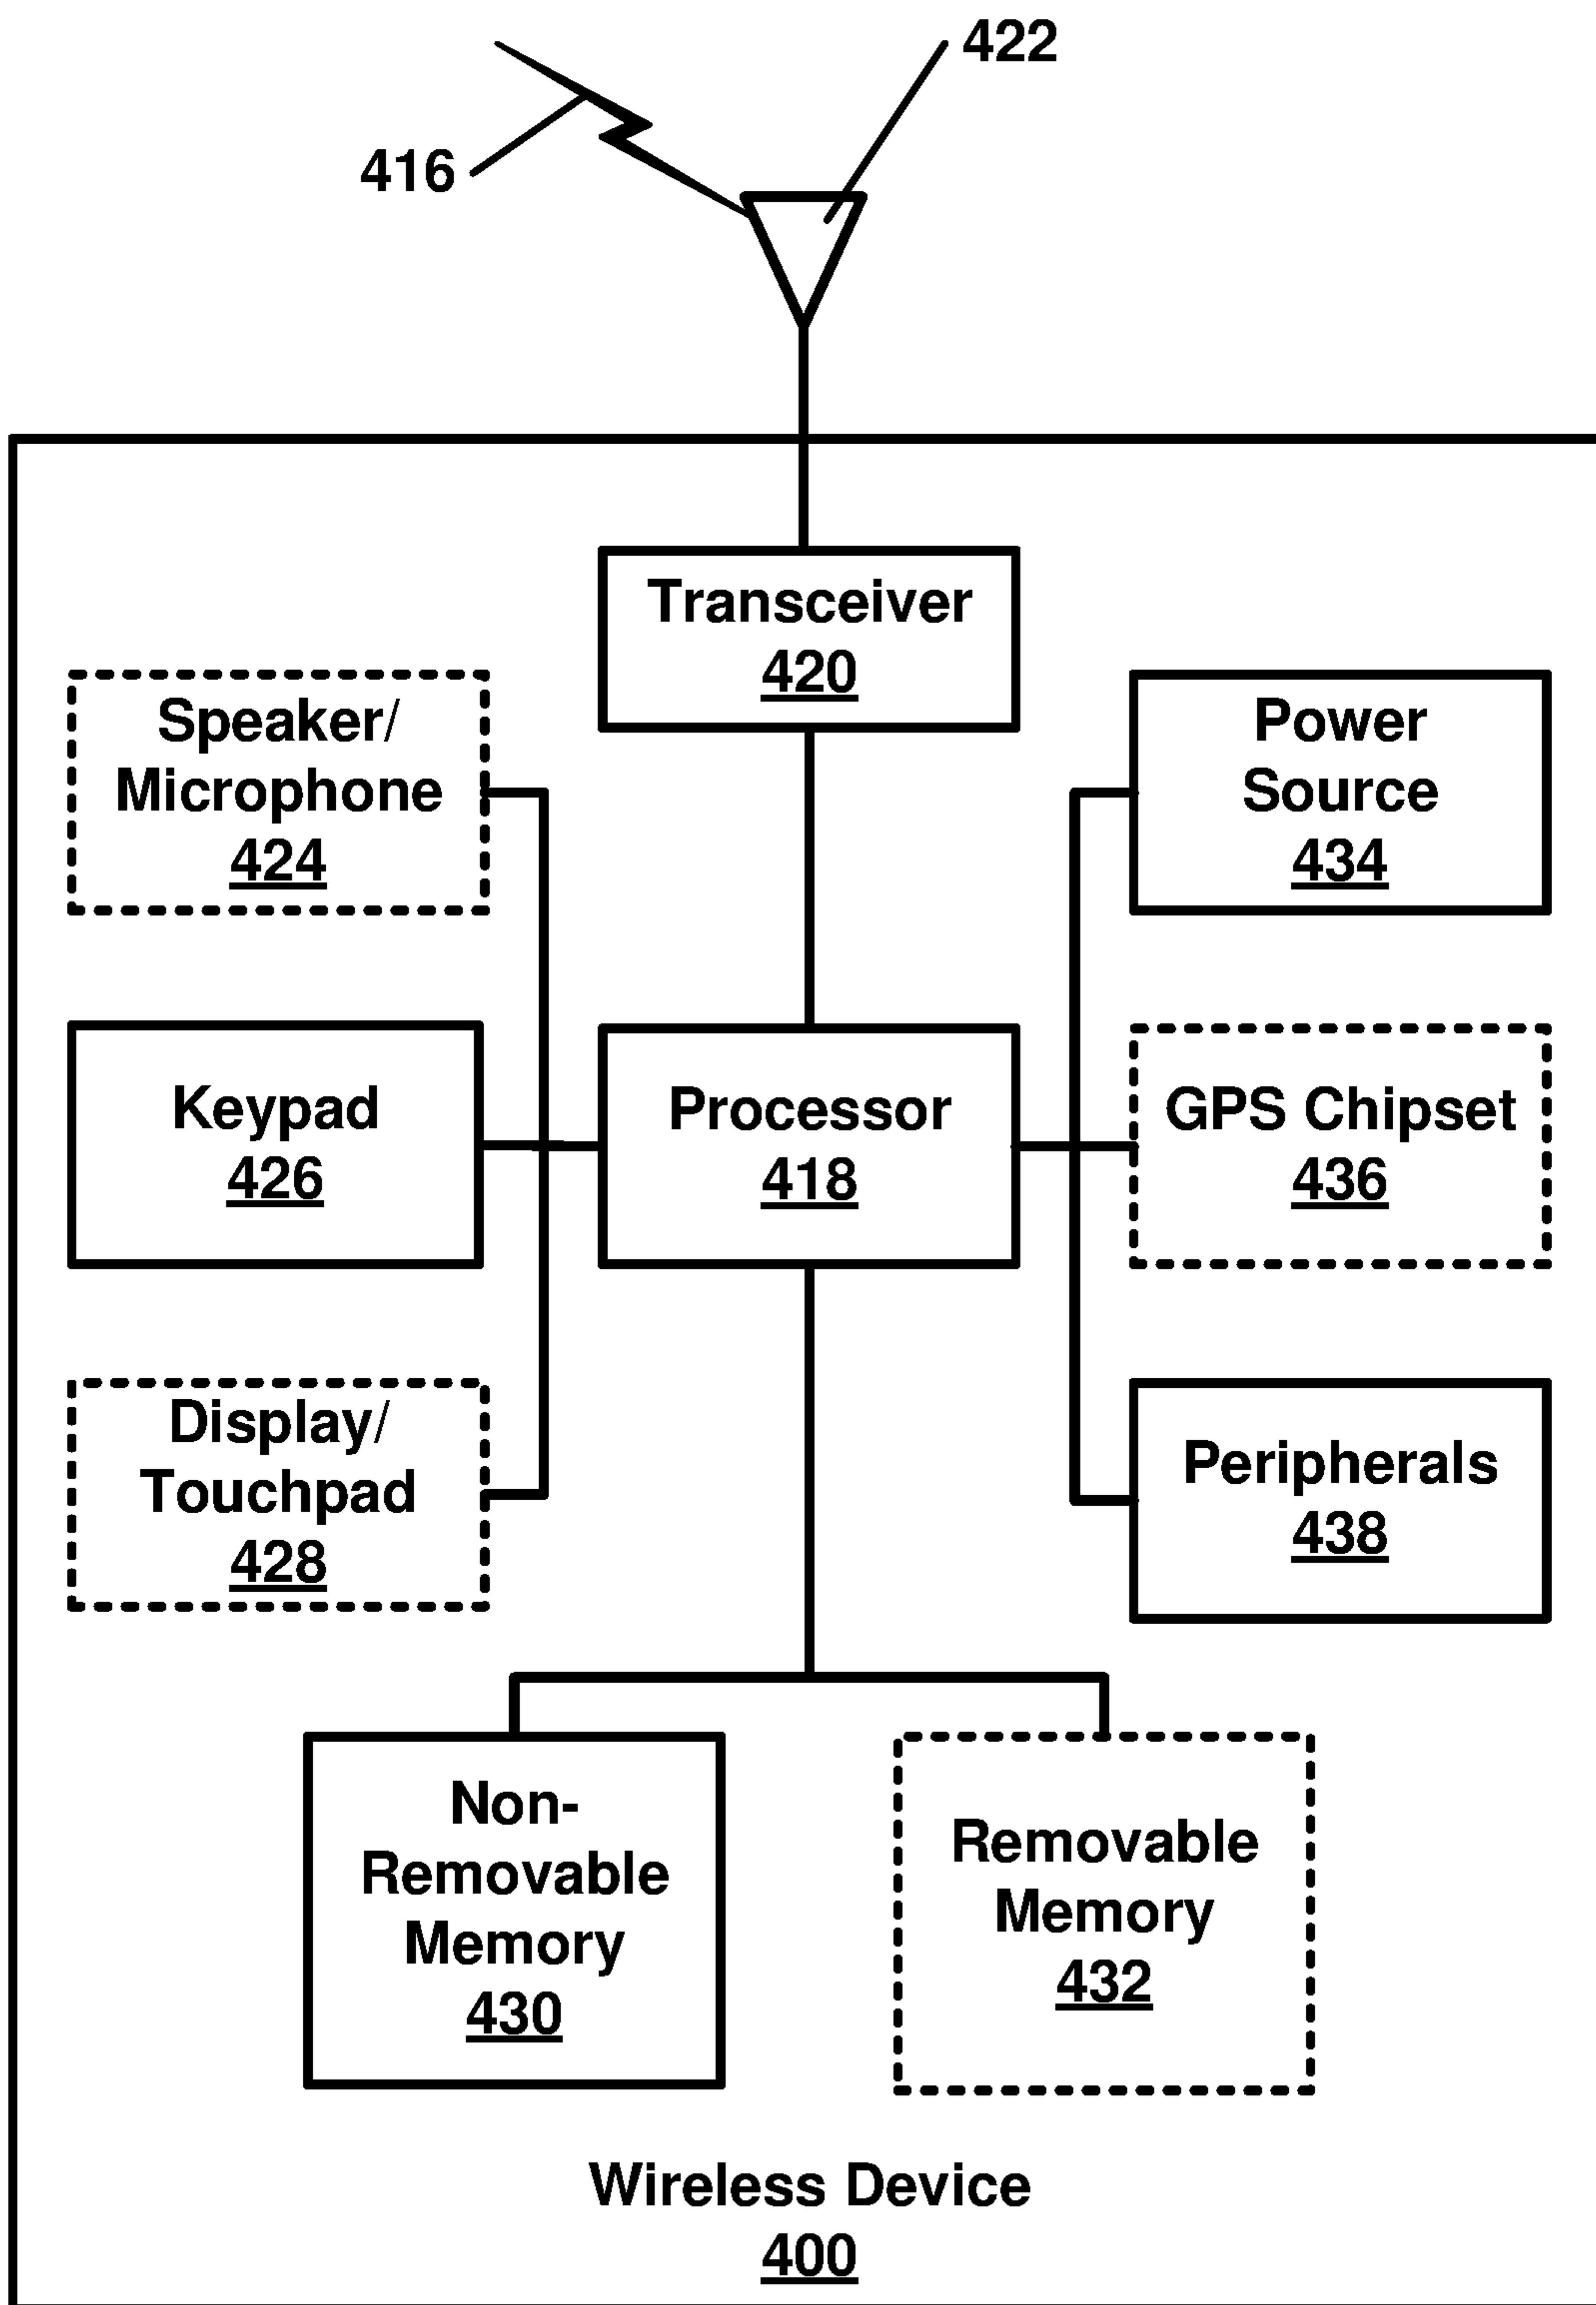 422
416
Transceiver
420
Speaker/
Microphone
424
Power
Source
434
Keypad
426
Processor
418
GPS Chipset
436
Display/
Touchpad
428
Peripherals
438
Non-
Removable
Memory
430
Removable
Memory
432
Wireless Device
400